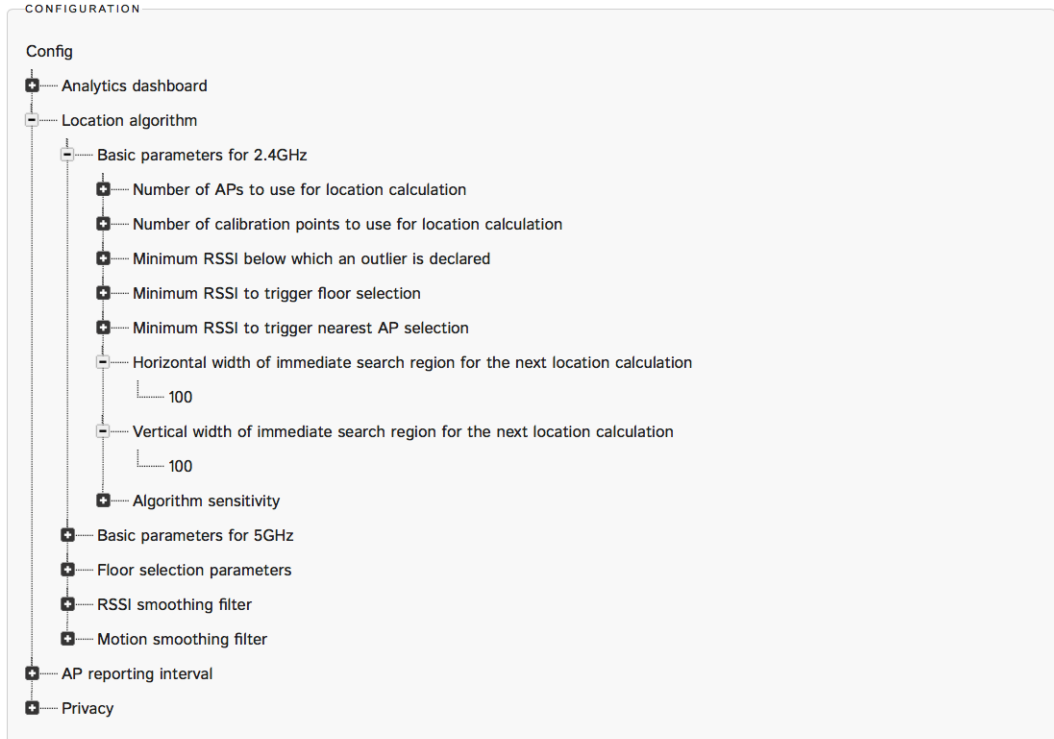 CONFIGURATION
Config
Analytics dashboard
Location algorithm
Basic parameters for 2.4GHz
Number of APs to use for location calculation
Number of calibration points to use for location calculation
Minimum RSSI below which an outlier is declared
Minimum RSSI to trigger floor selection
Minimum RSSI to trigger nearest AP selection
Horizontal width of immediate search region for the next location calculation
100
Vertical width of immediate search region for the next location calculation
100
Algorithm sensitivity
Basic parameters for 5GHz
Floor selection parameters
RSSI smoothing filter
Motion smoothing filter
AP reporting interval
Privacy